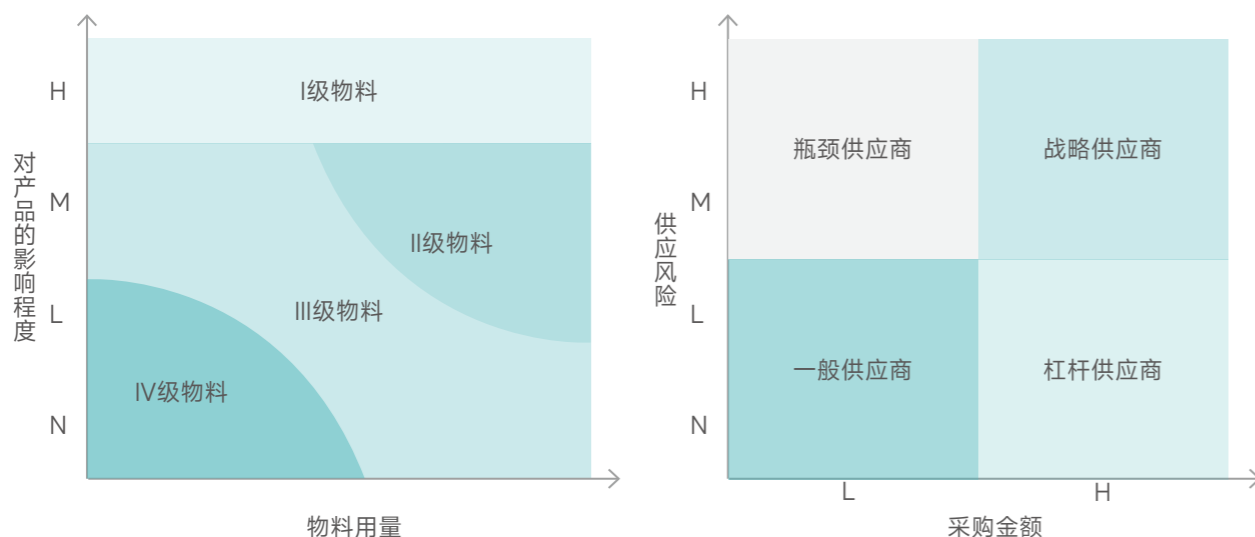 H
I级物料
对产品的影响程度
M
II级物料
III级物料
L
IV级物料
N
物料用量
H
瓶颈供应商
战略供应商
M
供应风险
L
一般供应商
杠杆供应商
N
L
H
采购金额